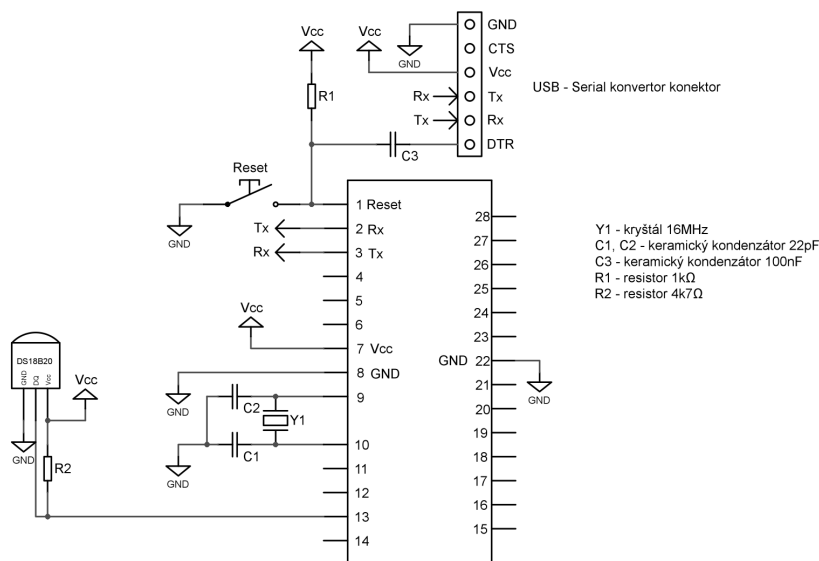 Vcc
Vcc
GND
GND
CTS
Vcc
Rx
Tx
Tx
Rx
DTR
USB - Serial konvertor konektor
R1
C3
Reset
GND
1 Reset
Tx
2 Rx
Rx
3 Tx
4
5
6
Vcc
7 Vcc
8 GND
GND
9
C2
Y1
C1
10
GND
11
12
13
14
28
27
26
25
24
23
GND 22
GND
21
20
19
18
17
16
15
Y1 - kryštál 16MHz
C1, C2 - keramický kondenzátor 22pF
C3 - keramický kondenzátor 100nF
R1 - resistor 1kΩ
R2 - resistor 4k7Ω
DS18B20
GND
DQ
Vcc
Vcc
GND
R2